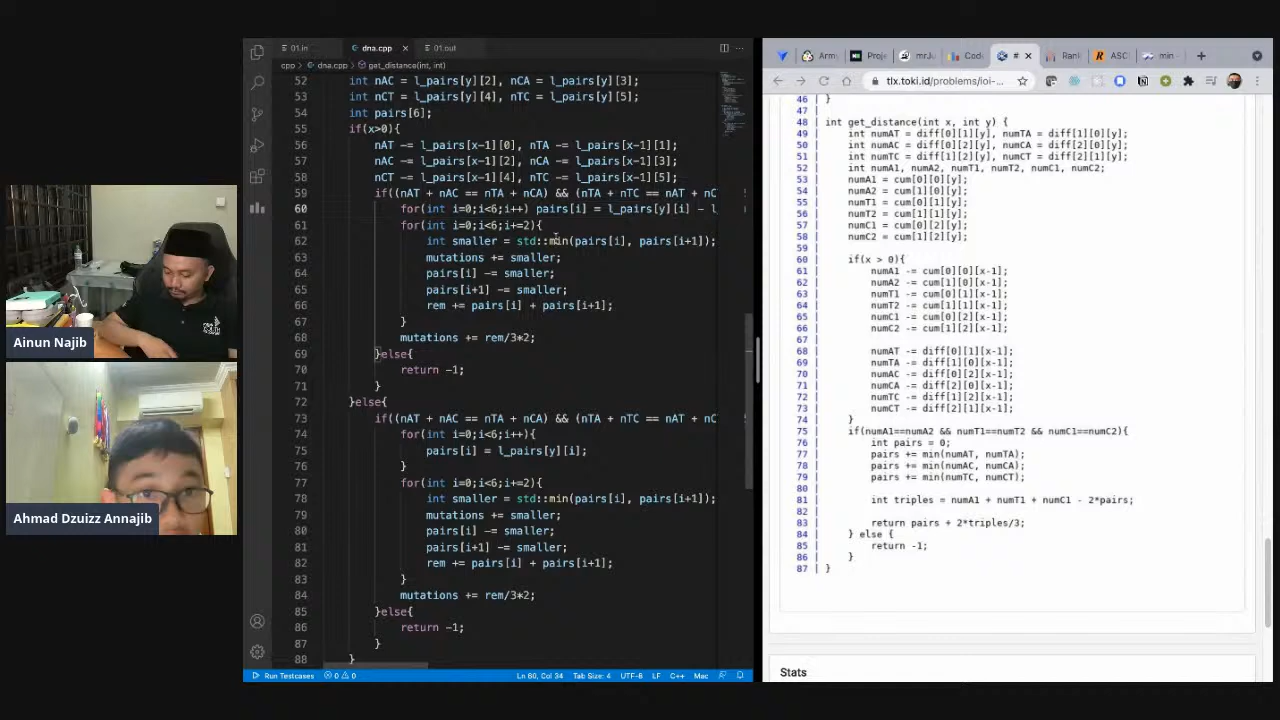 01.in
dna.cpp
01.out
cpp > dna.cpp > get_distance(int, int)
52 int nAC = l_pairs[y][2], nCA = l_pairs[y][3];
53 int nCT = l_pairs[y][4], nTC = l_pairs[y][5];
54 int pairs[6];
55 if(x>0){
56 nAT -= l_pairs[x-1][0], nTA -= l_pairs[x-1][1];
57 nAC -= l_pairs[x-1][2], nCA -= l_pairs[x-1][3];
58 nCT -= l_pairs[x-1][4], nTC -= l_pairs[x-1][5];
59 if((nAT + nAC == nTA + nCA) && (nTA + nTC == nAT + nC
60 for(int i=0;i<6;i++) pairs[i] = l_pairs[y][i] - l_
61 for(int i=0;i<6;i+=2){
62 int smaller = std::min(pairs[i], pairs[i+1]);
63 mutations += smaller;
64 pairs[i] -= smaller;
65 pairs[i+1] -= smaller;
66 rem += pairs[i] + pairs[i+1];
67 }
68 mutations += rem/3*2;
69 }else{
70 return -1;
71 }
72 }else{
73 if((nAT + nAC == nTA + nCA) && (nTA + nTC == nAT + nC
74 for(int i=0;i<6;i++){
75 pairs[i] = l_pairs[y][i];
76 }
77 for(int i=0;i<6;i+=2){
78 int smaller = std::min(pairs[i], pairs[i+1]);
79 mutations += smaller;
80 pairs[i] -= smaller;
81 pairs[i+1] -= smaller;
82 rem += pairs[i] + pairs[i+1];
83 }
84 mutations += rem/3*2;
85 }else{
86 return -1;
87 }
88 }
Run Testcases 0 0 Ln 60, Col 34 Tab Size: 4 UTF-8 LF C++ Mac
Arm
Proje
mrJu
Cod
#
Rank
ASC
min -
tlx.toki.id/problems/ioi-...
46 | }
47 |
48 | int get_distance(int x, int y) {
49 | int numAT = diff[0][1][y], numTA = diff[1][0][y];
50 | int numAC = diff[0][2][y], numCA = diff[2][0][y];
51 | int numTC = diff[1][2][y], numCT = diff[2][1][y];
52 | int numA1, numA2, numT1, numT2, numC1, numC2;
53 | numA1 = cum[0][0][y];
54 | numA2 = cum[1][0][y];
55 | numT1 = cum[0][1][y];
56 | numT2 = cum[1][1][y];
57 | numC1 = cum[0][2][y];
58 | numC2 = cum[1][2][y];
59 |
60 | if(x > 0){
61 | numA1 -= cum[0][0][x-1];
62 | numA2 -= cum[1][0][x-1];
63 | numT1 -= cum[0][1][x-1];
64 | numT2 -= cum[1][1][x-1];
65 | numC1 -= cum[0][2][x-1];
66 | numC2 -= cum[1][2][x-1];
67 |
68 | numAT -= diff[0][1][x-1];
69 | numTA -= diff[1][0][x-1];
70 | numAC -= diff[0][2][x-1];
71 | numCA -= diff[2][0][x-1];
72 | numTC -= diff[1][2][x-1];
73 | numCT -= diff[2][1][x-1];
74 | }
75 | if(numA1==numA2 && numT1==numT2 && numC1==numC2){
76 | int pairs = 0;
77 | pairs += min(numAT, numTA);
78 | pairs += min(numAC, numCA);
79 | pairs += min(numTC, numCT);
80 |
81 | int triples = numA1 + numT1 + numC1 - 2*pairs;
82 |
83 | return pairs + 2*triples/3;
84 | } else {
85 | return -1;
86 | }
87 | }
Stats
Ainun Najib
Ahmad Dzuizz Annajib